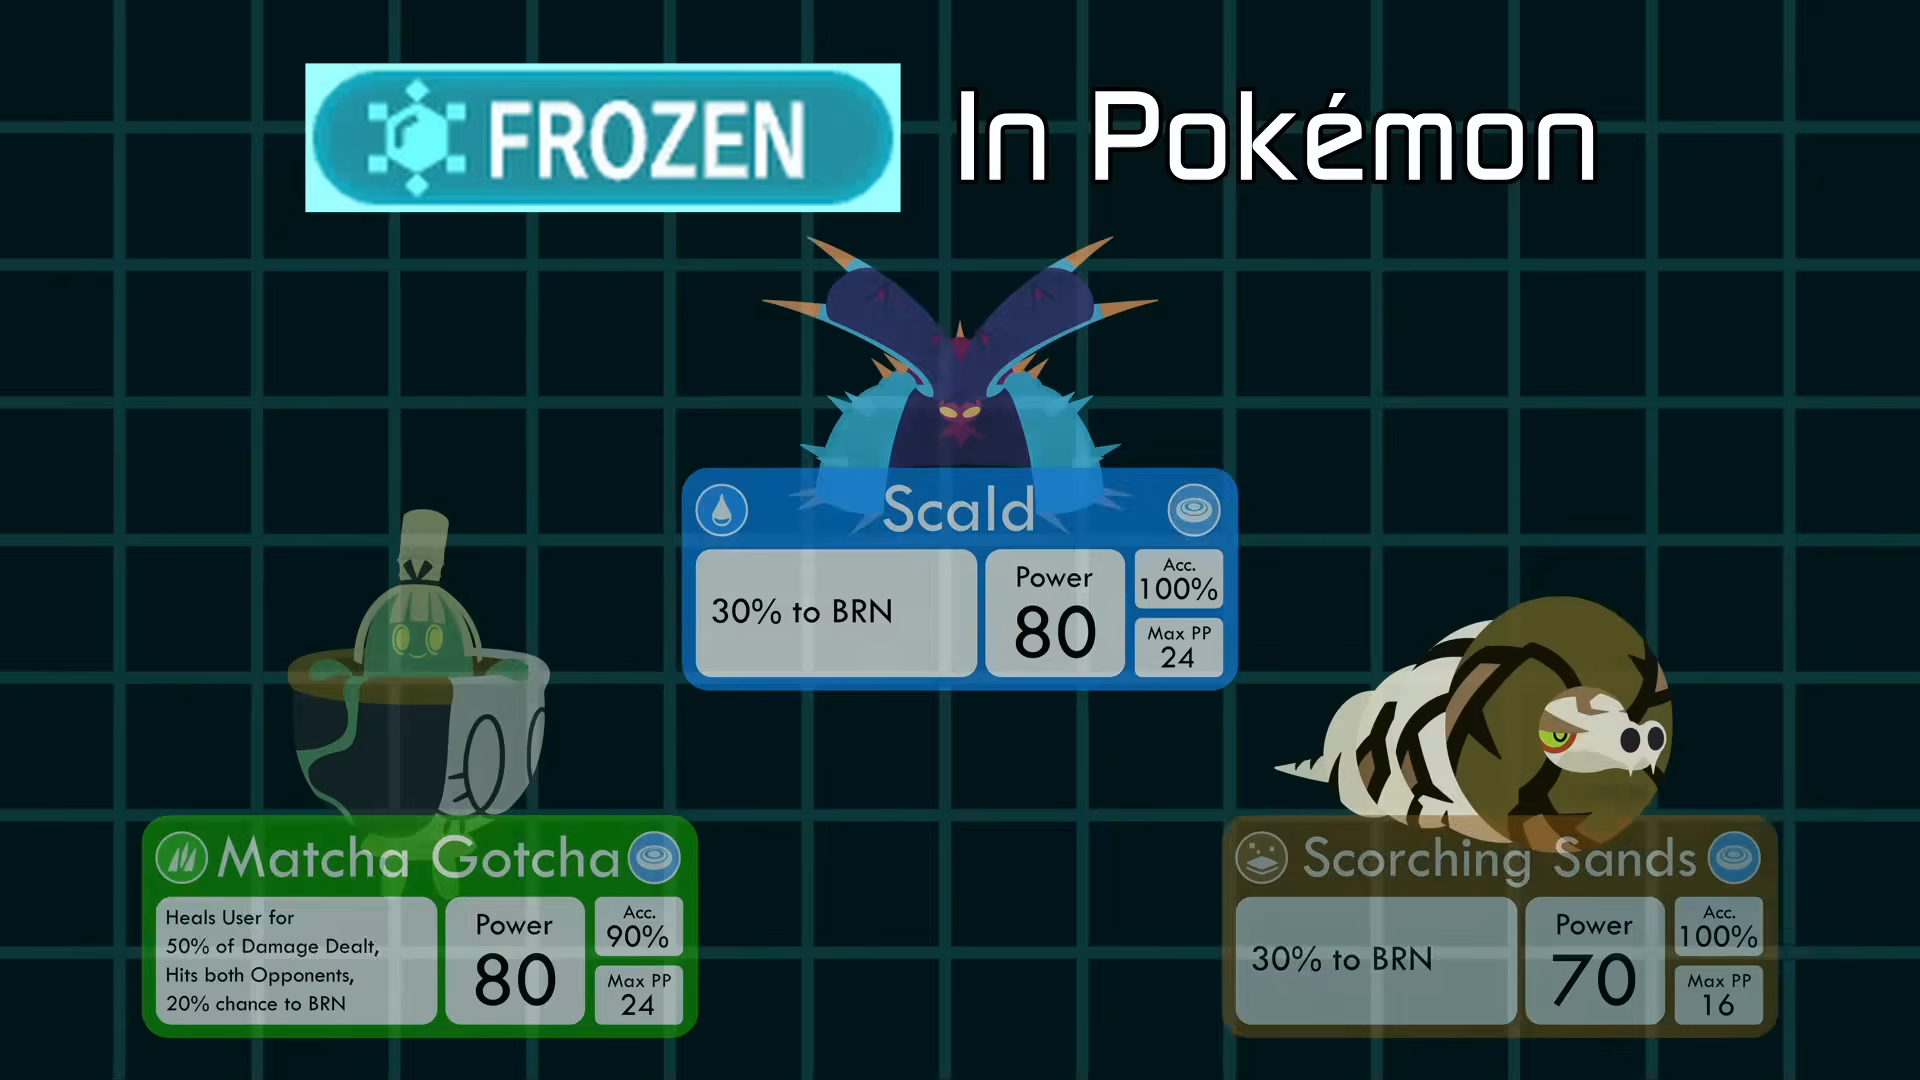 FROZEN In Pokémon
Scald
30% to BRN
Power
80
Acc.
100%
Max PP
24
Matcha Gotcha
Heals User for
50% of Damage Dealt,
Hits both Opponents,
20% chance to BRN
Power
80
Acc.
90%
Max PP
24
Scorching Sands
30% to BRN
Power
70
Acc.
100%
Max PP
16